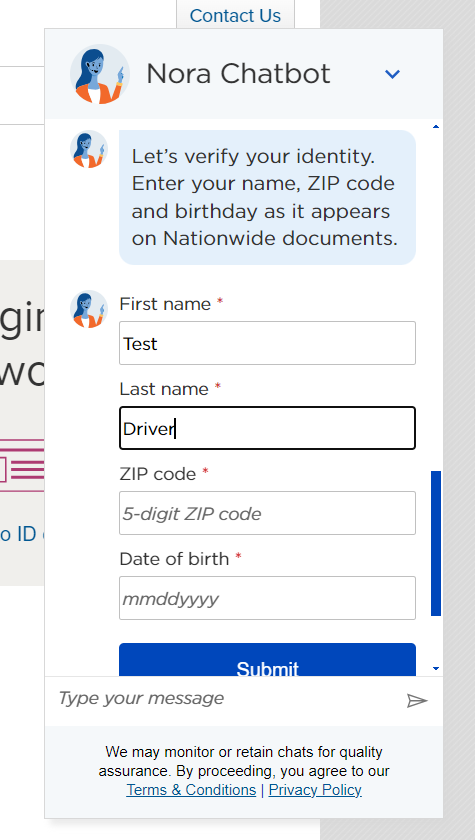 Contact Us
Nora Chatbot
Let’s verify your identity.
Enter your name, ZIP code
and birthday as it appears
on Nationwide documents.
First name *
Test
Last name *
Driver
ZIP code *
5-digit ZIP code
Date of birth *
mmddyyyy
Submit
Type your message
We may monitor or retain chats for quality
assurance. By proceeding, you agree to our
Terms & Conditions | Privacy Policy
o ID